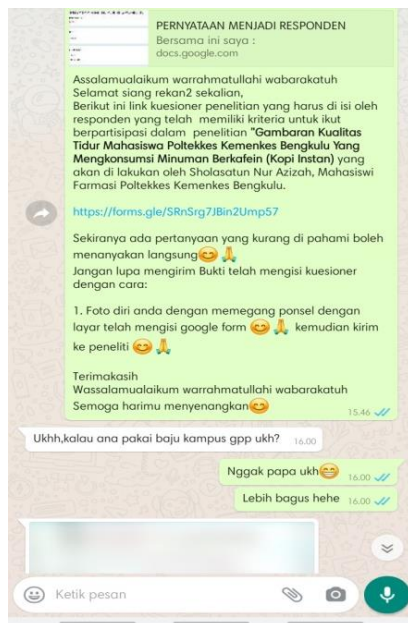 PERNYATAAN MENJADI RESPONDEN
Bersama ini saya :
docs.google.com
Assalamualaikum warrahmatullahi wabarakatuh
Selamat siang rekan2 sekalian,
Berikut ini link kuesioner penelitian yang harus di isi oleh
responden yang telah memiliki kriteria untuk ikut
berpartisipasi dalam penelitian "Gambaran Kualitas
Tidur Mahasiswa Poltekkes Kemenkes Bengkulu Yang
Mengkonsumsi Minuman Berkafein (Kopi Instan) yang
akan di lakukan oleh Sholasatun Nur Azizah, Mahasiswi
Farmasi Poltekkes Kemenkes Bengkulu.
https://forms.gle/SRnSrg7JBin2Ump57
Sekiranya ada pertanyaan yang kurang di pahami boleh
menanyakan langsung😊🙏
Jangan lupa mengirim Bukti telah mengisi kuesioner
dengan cara:
1. Foto diri anda dengan memegang ponsel dengan
layar telah mengisi google form 😊🙏 kemudian kirim
ke peneliti 😊🙏
Terimakasih
Wassalamualaikum warrahmatullahi wabarakatuh
Semoga harimu menyenangkan😊
15.46
Ukhh,kalau ana pakai baju kampus gpp ukh? 16.00
Nggak papa ukh😁 16.00
Lebih bagus hehe 16.00
Ketik pesan